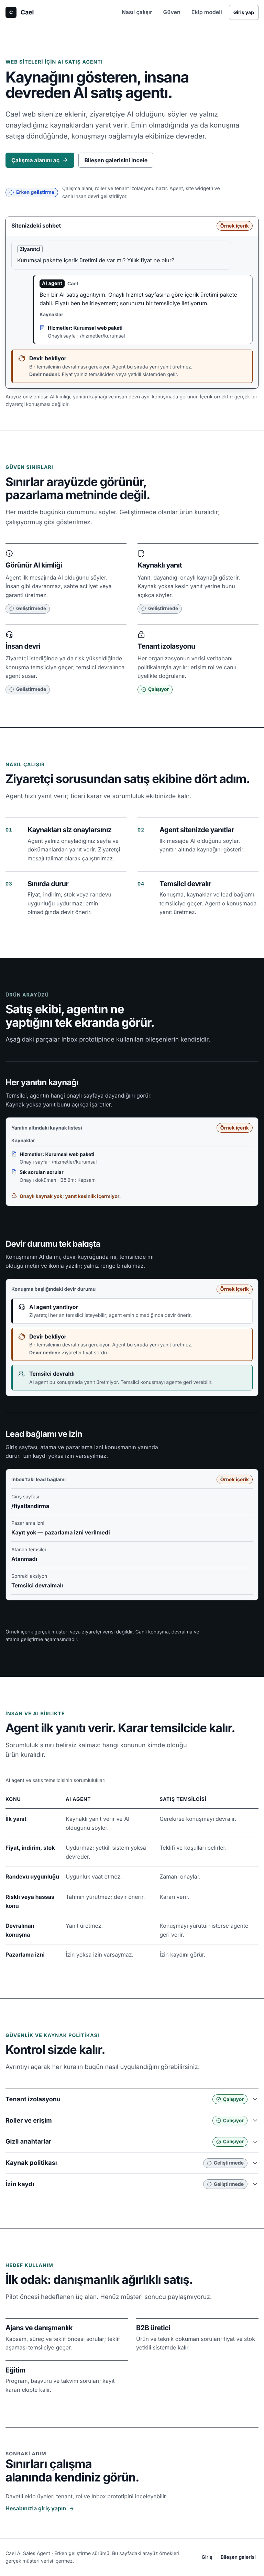 C Cael
Nasıl çalışır Güven Ekip modeli Giriş yap
WEB SİTELERİ İÇİN AI SATIŞ AGENTI
Kaynağını gösteren, insana
devreden AI satış agentı.
Cael web sitenize eklenir, ziyaretçiye AI olduğunu söyler ve yalnız
onayladığınız kaynaklardan yanıt verir. Emin olmadığında ya da konuşma
satışa döndüğünde, konuşmayı bağlamıyla ekibinize devreder.
Çalışma alanını aç →
Bileşen galerisini incele
Erken geliştirme
Çalışma alanı, roller ve tenant izolasyonu hazır. Agent, site widget'ı ve
canlı insan devri geliştiriliyor.
Sitenizdeki sohbet
Örnek içerik
Ziyaretçi
Kurumsal pakette içerik üretimi de var mı? Yıllık fiyat ne olur?
AI agent Cael
Ben bir AI satış agentıyım. Onaylı hizmet sayfasına göre içerik üretimi pakete
dahil. Fiyatı ben belirleyemem; sorunuzu bir temsilciye iletiyorum.
Kaynaklar
Hizmetler: Kurumsal web paketi
Onaylı sayfa · /hizmetler/kurumsal
Devir bekliyor
Bir temsilcinin devralması gerekiyor. Agent bu sırada yeni yanıt üretmez.
Devir nedeni: Fiyat yalnız temsilciden veya yetkili sistemden gelir.
Arayüz önizlemesi: AI kimliği, yanıtın kaynağı ve insan devri aynı konuşmada görünür. İçerik örnektir; gerçek bir
ziyaretçi konuşması değildir.
GÜVEN SINIRLARI
Sınırlar arayüzde görünür,
pazarlama metninde değil.
Her madde bugünkü durumunu söyler. Geliştirmede olanlar ürün kuralıdır;
çalışıyormuş gibi gösterilmez.
Görünür AI kimliği
Agent ilk mesajında AI olduğunu söyler.
İnsan gibi davranmaz, sahte aciliyet veya
garanti üretmez.
Geliştirmede
Kaynaklı yanıt
Yanıt, dayandığı onaylı kaynağı gösterir.
Kaynak yoksa kesin yanıt yerine bunu
açıkça söyler.
Geliştirmede
İnsan devri
Ziyaretçi istediğinde ya da risk yükseldiğinde
konuşma temsilciye geçer; temsilci devralınca
agent susar.
Geliştirmede
Tenant izolasyonu
Her organizasyonun verisi veritabanı
politikalarıyla ayrılır; erişim rol ve canlı
üyelikle doğrulanır.
Çalışıyor
NASIL ÇALIŞIR
Ziyaretçi sorusundan satış ekibine dört adım.
Agent hızlı yanıt verir; ticari karar ve sorumluluk ekibinizde kalır.
01 Kaynakları siz onaylarsınız
Agent yalnız onayladığınız sayfa ve
dokümanlardan yanıt verir. Ziyaretçi
mesajı talimat olarak çalıştırılmaz.
02 Agent sitenizde yanıtlar
İlk mesajda AI olduğunu söyler,
yanıtın altında kaynağını gösterir.
03 Sınırda durur
Fiyat, indirim, stok veya randevu
uygunluğu uydurmaz; emin
olmadığında devir önerir.
04 Temsilci devralır
Konuşma, kaynaklar ve lead bağlamı
temsilciye geçer. Agent o konuşmada
yanıt üretmez.
ÜRÜN ARAYÜZÜ
Satış ekibi, agentın ne
yaptığını tek ekranda görür.
Aşağıdaki parçalar Inbox prototipinde kullanılan bileşenlerin kendisidir.
Her yanıtın kaynağı
Temsilci, agentın hangi onaylı sayfaya dayandığını görür.
Kaynak yoksa yanıt bunu açıkça işaretler.
Yanıtın altındaki kaynak listesi
Örnek içerik
Kaynaklar
Hizmetler: Kurumsal web paketi
Onaylı sayfa · /hizmetler/kurumsal
Sık sorulan sorular
Onaylı doküman · Bölüm: Kapsam
Onaylı kaynak yok; yanıt kesinlik içermiyor.
Devir durumu tek bakışta
Konuşmanın AI'da mı, devir kuyruğunda mı, temsilcide mi
olduğu metin ve ikonla yazılır; yalnız renge bırakılmaz.
Konuşma başlığındaki devir durumu
Örnek içerik
AI agent yanıtlıyor
Ziyaretçi her an temsilci isteyebilir; agent emin olmadığında devir önerir.
Devir bekliyor
Bir temsilcinin devralması gerekiyor. Agent bu sırada yeni yanıt üretmez.
Devir nedeni: Ziyaretçi fiyat sordu.
Temsilci devraldı
AI agent bu konuşmada yanıt üretmiyor. Temsilci konuşmayı agente geri verebilir.
Lead bağlamı ve izin
Giriş sayfası, atama ve pazarlama izni konuşmanın yanında
durur. İzin kaydı yoksa izin varsayılmaz.
Inbox'taki lead bağlamı
Örnek içerik
Giriş sayfası
/fiyatlandirma
Pazarlama izni
Kayıt yok — pazarlama izni verilmedi
Atanan temsilci
Atanmadı
Sonraki aksiyon
Temsilci devralmalı
Örnek içerik gerçek müşteri veya ziyaretçi verisi değildir. Canlı konuşma, devralma ve
atama geliştirme aşamasındadır.
İNSAN VE AI BİRLİKTE
Agent ilk yanıtı verir. Karar temsilcide kalır.
Sorumluluk sınırı belirsiz kalmaz: hangi konunun kimde olduğu
ürün kuralıdır.
AI agent ve satış temsilcisinin sorumlulukları
KONU AI AGENT SATIŞ TEMSİLCİSİ
İlk yanıt Kaynaklı yanıt verir ve AI olduğunu söyler. Gerekirse konuşmayı devralır.
Fiyat, indirim, stok Uydurmaz; yetkili sistem yoksa devreder. Teklifi ve koşulları belirler.
Randevu uygunluğu Uygunluk vaat etmez. Zamanı onaylar.
Riskli veya hassas konu Tahmin yürütmez; devir önerir. Kararı verir.
Devralınan konuşma Yanıt üretmez. Konuşmayı yürütür; isterse agente geri verir.
Pazarlama izni İzin yoksa izin varsaymaz. İzin kaydını görür.
GÜVENLİK VE KAYNAK POLİTİKASI
Kontrol sizde kalır.
Ayrıntıyı açarak her kuralın bugün nasıl uygulandığını görebilirsiniz.
Tenant izolasyonu Çalışıyor
Roller ve erişim Çalışıyor
Gizli anahtarlar Çalışıyor
Kaynak politikası Geliştirmede
İzin kaydı Geliştirmede
HEDEF KULLANIM
İlk odak: danışmanlık ağırlıklı satış.
Pilot öncesi hedeflenen üç alan. Henüz müşteri sonucu paylaşmıyoruz.
Ajans ve danışmanlık
Kapsam, süreç ve teklif öncesi sorular; teklif
aşaması temsilciye geçer.
B2B üretici
Ürün ve teknik doküman soruları; fiyat ve stok
yetkili sistemde kalır.
Eğitim
Program, başvuru ve takvim soruları; kayıt
kararı ekipte kalır.
SONRAKİ ADIM
Sınırları çalışma
alanında kendiniz görün.
Davetli ekip üyeleri tenant, rol ve Inbox prototipini inceleyebilir.
Hesabınızla giriş yapın →
Cael AI Sales Agent · Erken geliştirme sürümü. Bu sayfadaki arayüz örnekleri
gerçek müşteri verisi içermez.
Giriş Bileşen galerisi